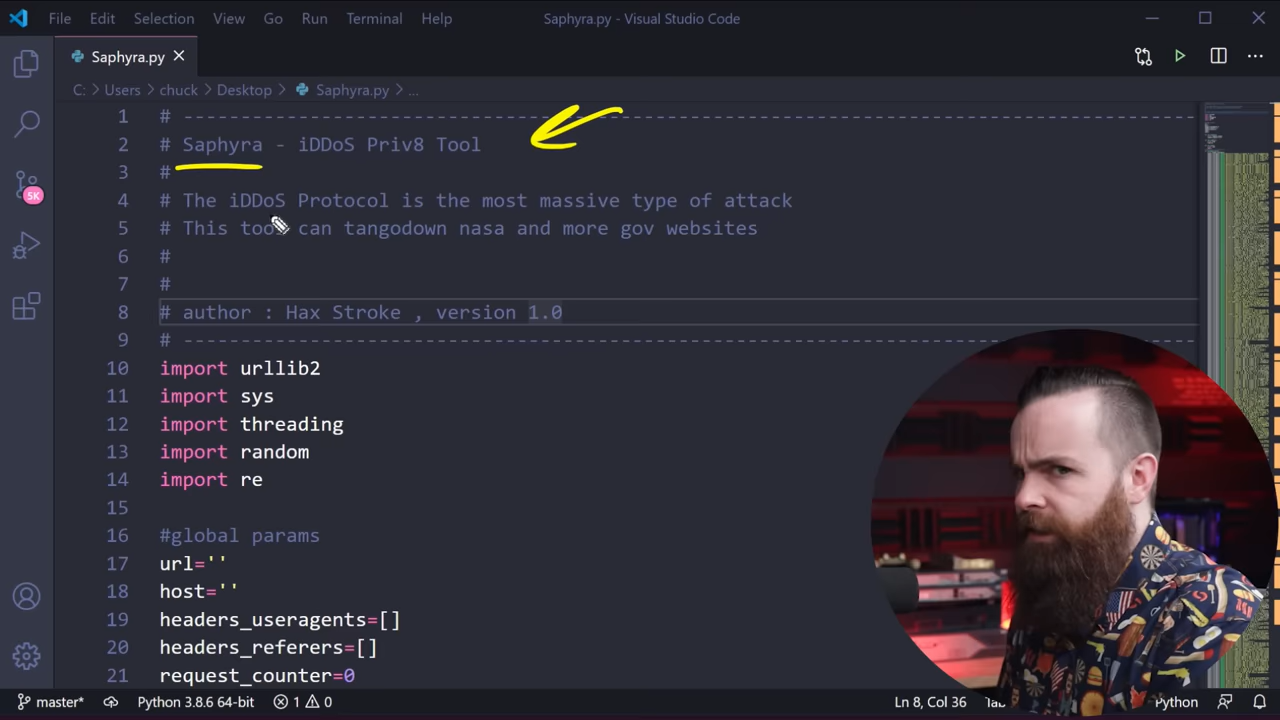 File Edit Selection View Go Run Terminal Help Saphyra.py - Visual Studio Code
Saphyra.py
C: > Users > chuck > Desktop > Saphyra.py > ...
1 # -----------------------------------------------------------------------------------------------
2 # Saphyra - iDDoS Priv8 Tool
3 #
4 # The iDDoS Protocol is the most massive type of attack
5 # This tool can tangodown nasa and more gov websites
6 #
7 #
8 # author : Hax Stroke , version 1.0
9 # -----------------------------------------------------------------------------------------------
10 import urllib2
11 import sys
12 import threading
13 import random
14 import re
15
16 #global params
17 url=''
18 host=''
19 headers_useragents=[]
20 headers_referers=[]
21 request_counter=0
5K
master* Python 3.8.6 64-bit 1 0 Ln 8, Col 36 Python